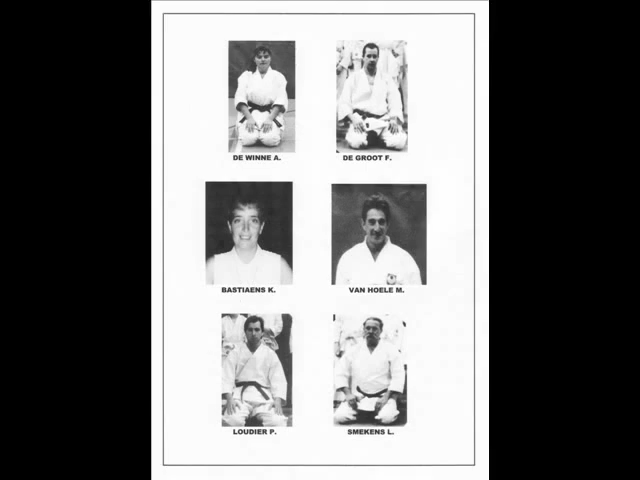 DE WINNE A.
DE GROOT F.
BASTIAENS K.
VAN HOELE M.
LOUDIER P.
SMEKENS L.